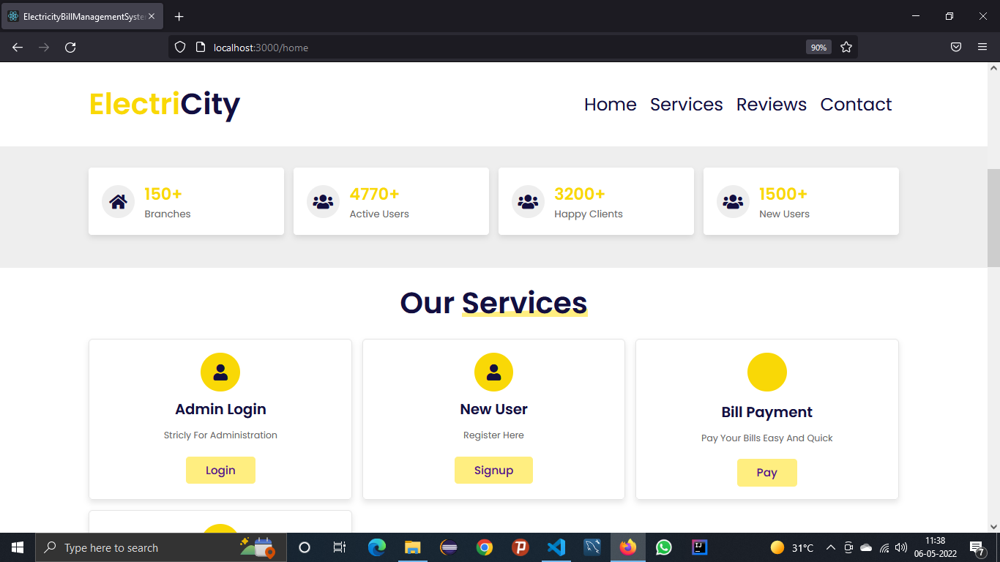 ElectricityBillManagementSyste
localhost:3000/home
90%
ElectriCity
Home Services Reviews Contact
150+
Branches
4770+
Active Users
3200+
Happy Clients
1500+
New Users
Our Services
Admin Login
Stricly For Administration
Login
New User
Register Here
Signup
Bill Payment
Pay Your Bills Easy And Quick
Pay
Type here to search
31°C
11:38
06-05-2022
7